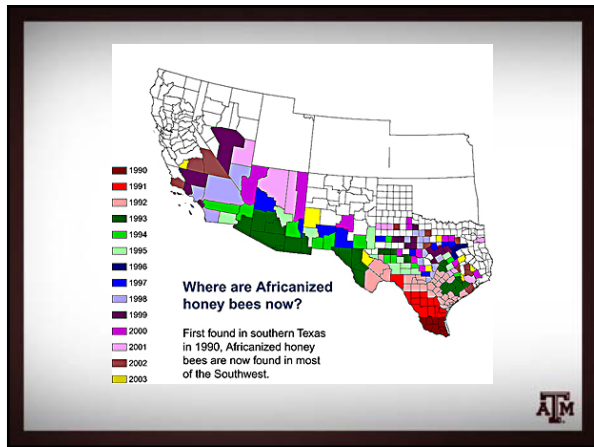 1990
1991
1992
1993
1994
1995
1996
1997
1998
1999
2000
2001
2002
2003
Where are Africanized
honey bees now?
First found in southern Texas
in 1990, Africanized honey
bees are now found in most
of the Southwest.
ATM